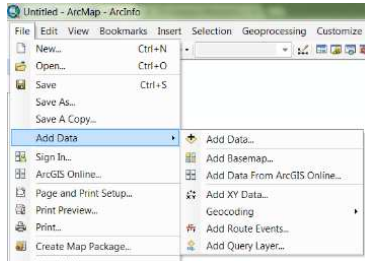 Untitled - ArcMap - ArcInfo
File Edit View Bookmarks Insert Selection Geoprocessing Customize
New... Ctrl+N
Open... Ctrl+O
Save Ctrl+S
Save As...
Save A Copy...
Add Data
Sign In...
ArcGIS Online...
Page and Print Setup...
Print Preview...
Print...
Create Map Package...
Add Data...
Add Basemap...
Add Data From ArcGIS Online...
Add XY Data...
Geocoding
Add Route Events...
Add Query Layer...